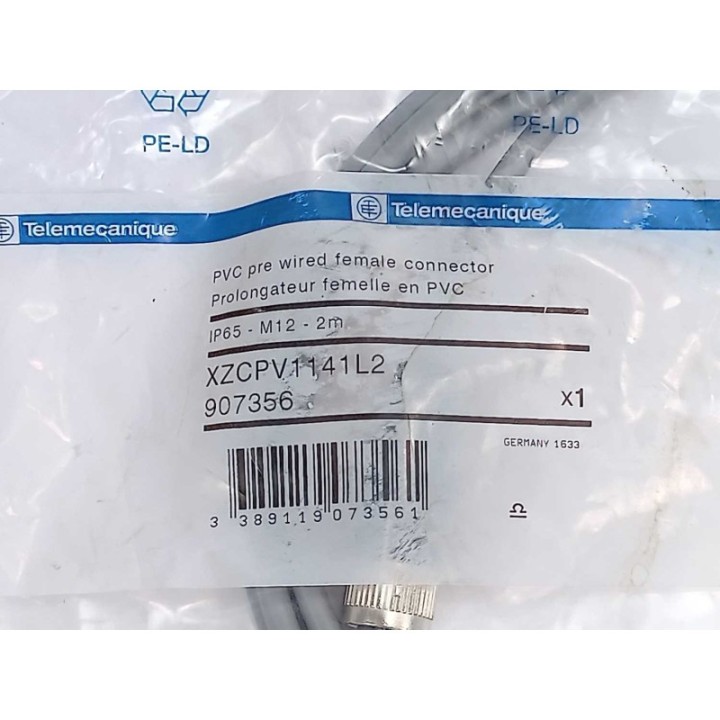 PE-LD
PE-LD
Telemecanique
Telemecanique
PVC pre wired female connector
Prolongateur femelle en PVC
IP65 - M12 - 2m
XZCPV1141L2
907356
x1
GERMANY 1633
3 389119 073561